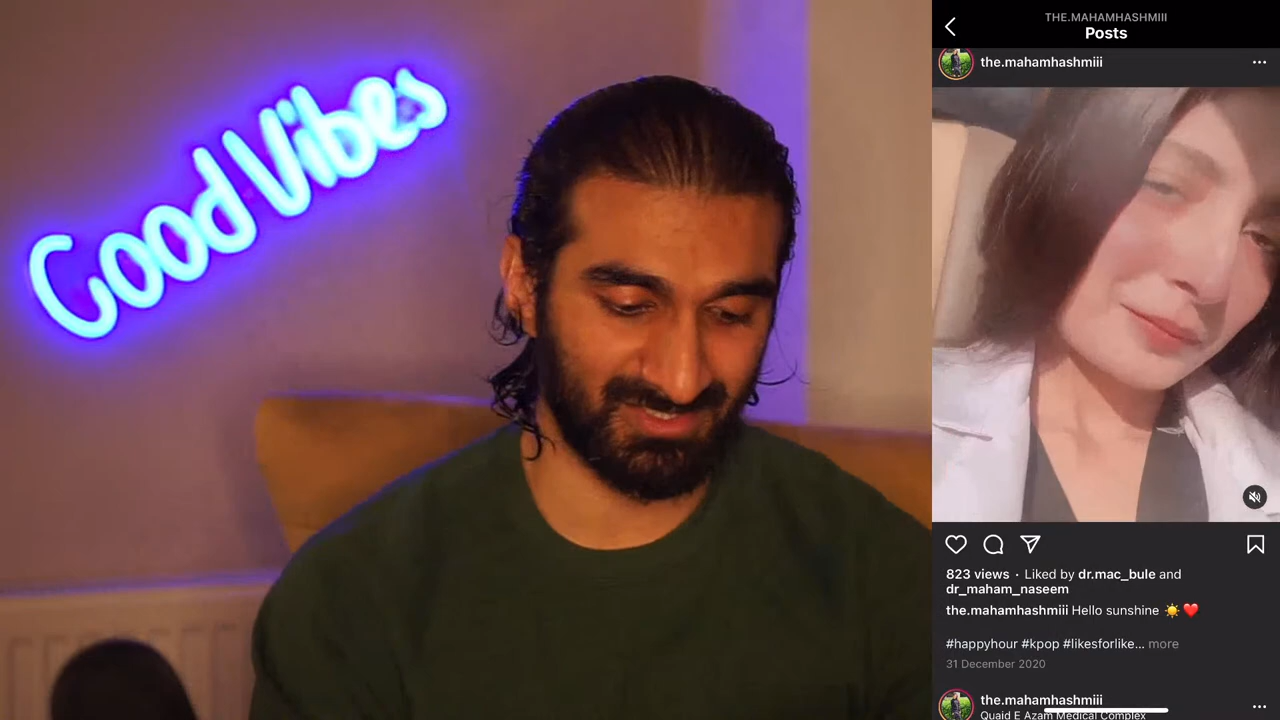 Good Vibes
THE.MAHAMHASHMIII
Posts
the.mahamhashmiii
823 views · Liked by dr.mac_bule and
dr_maham_naseem
the.mahamhashmiii Hello sunshine ☀️❤️
#happyhour #kpop #likesforlike... more
31 December 2020
the.mahamhashmiii
Quaid E Azam Medical Complex